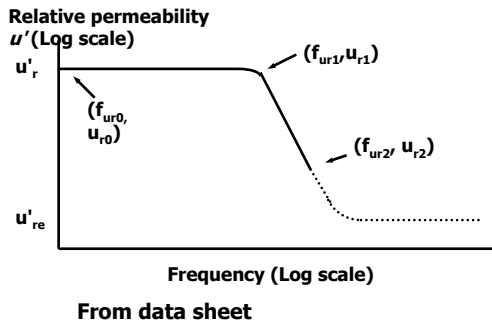 Relative permeability
u' (Log scale)
u'r
(fur1,ur1)
(fur0,
ur0)
(fur2, ur2)
u're
Frequency (Log scale)
From data sheet